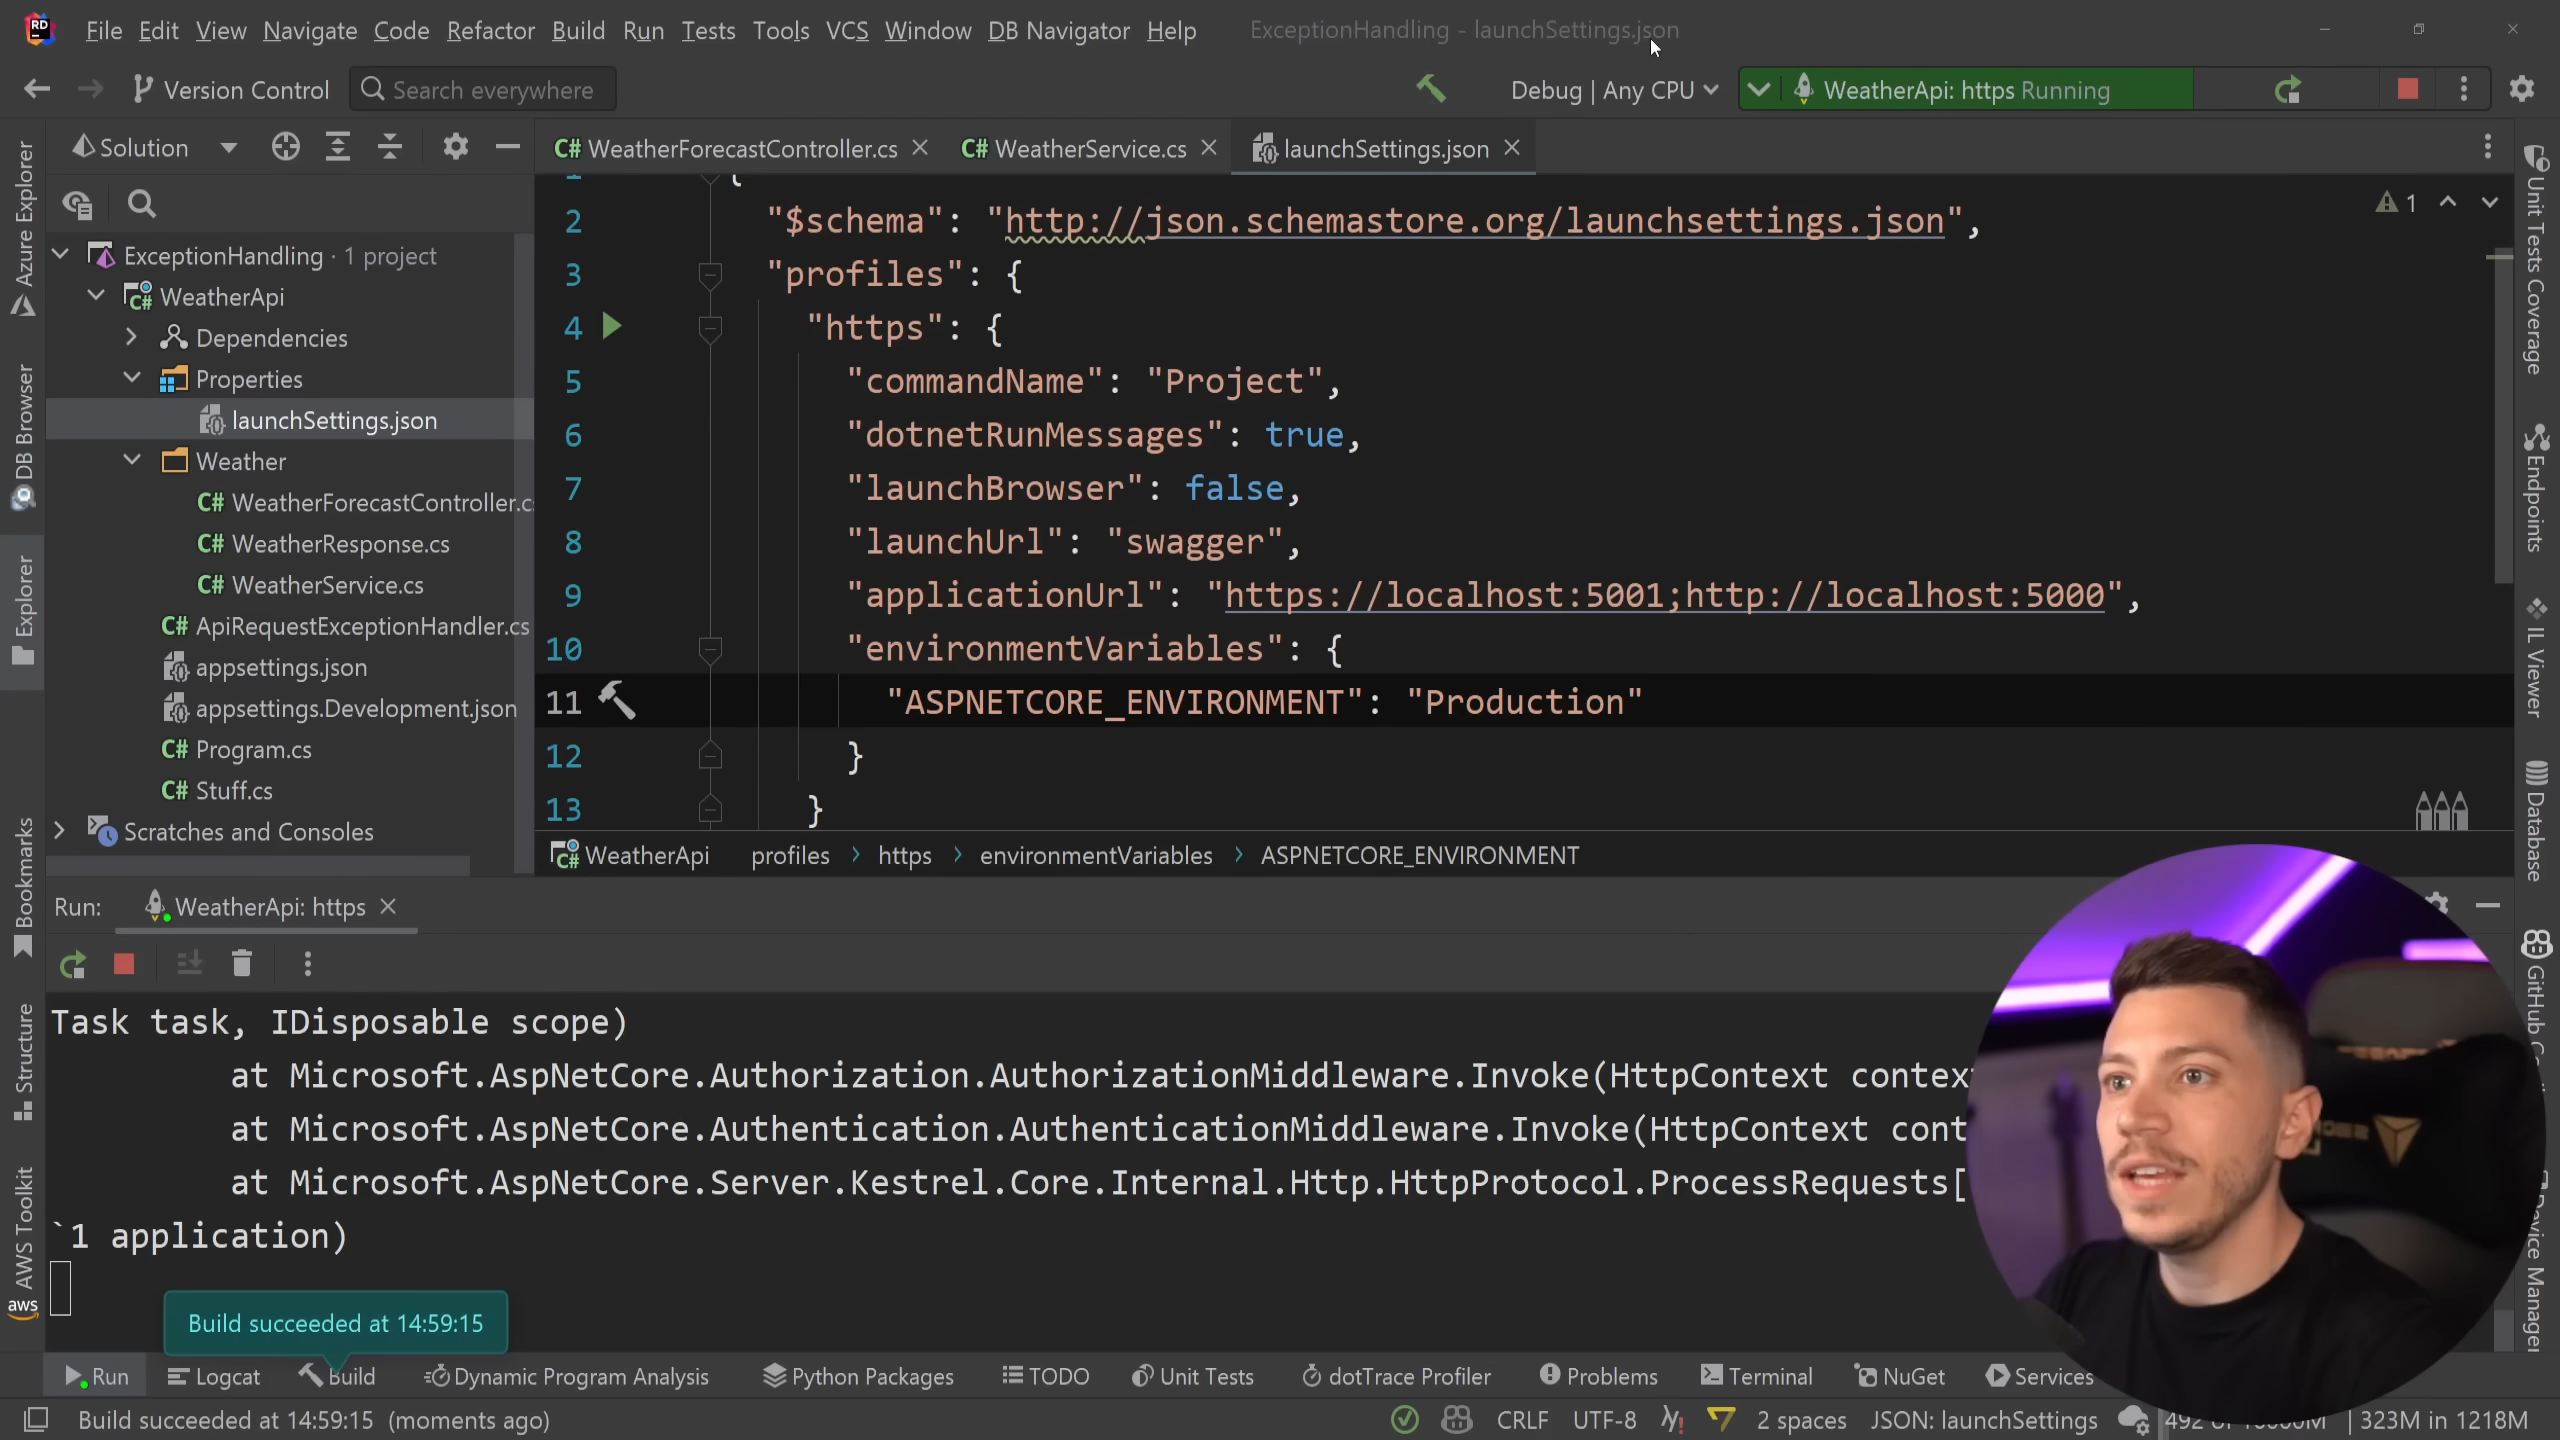 RD
File Edit View Navigate Code Refactor Build Run Tests Tools VCS Window DB Navigator Help
ExceptionHandling - launchSettings.json
Version Control
Search everywhere
Debug | Any CPU
WeatherApi: https Running
Solution
C# WeatherForecastController.cs
C# WeatherService.cs
launchSettings.json
Azure Explorer
DB Browser
Explorer
Bookmarks
Structure
AWS Toolkit
aws
ExceptionHandling · 1 project
WeatherApi
Dependencies
Properties
launchSettings.json
Weather
C# WeatherForecastController.c
C# WeatherResponse.cs
C# WeatherService.cs
C# ApiRequestExceptionHandler.cs
appsettings.json
appsettings.Development.json
C# Program.cs
C# Stuff.cs
Scratches and Consoles
1 {
2 "$schema": "http://json.schemastore.org/launchsettings.json",
3 "profiles": {
4 "https": {
5 "commandName": "Project",
6 "dotnetRunMessages": true,
7 "launchBrowser": false,
8 "launchUrl": "swagger",
9 "applicationUrl": "https://localhost:5001;http://localhost:5000",
10 "environmentVariables": {
11 "ASPNETCORE_ENVIRONMENT": "Production"
12 }
13 }
1
WeatherApi profiles › https › environmentVariables › ASPNETCORE_ENVIRONMENT
Unit Tests Coverage
Endpoints
IL Viewer
Database
GitHub C
Device Manager
Run: WeatherApi: https
Task task, IDisposable scope)
at Microsoft.AspNetCore.Authorization.AuthorizationMiddleware.Invoke(HttpContext contex
at Microsoft.AspNetCore.Authentication.AuthenticationMiddleware.Invoke(HttpContext cont
at Microsoft.AspNetCore.Server.Kestrel.Core.Internal.Http.HttpProtocol.ProcessRequests[
`1 application)
Build succeeded at 14:59:15
Run Logcat Build Dynamic Program Analysis Python Packages TODO Unit Tests dotTrace Profiler Problems Terminal NuGet Services
Build succeeded at 14:59:15 (moments ago)
CRLF UTF-8 2 spaces JSON: launchSettings 323M in 1218M